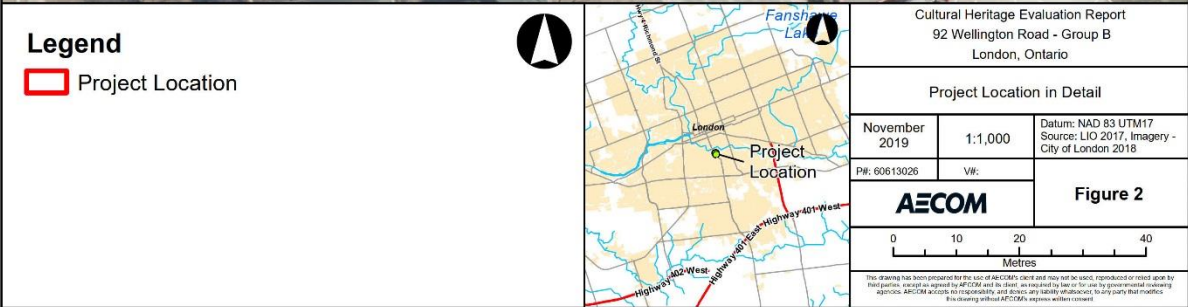 Legend
Project Location
Fanshawe
Lake
Highway 4 Richmond St
London
Project
Location
Highway 401 West
Highway 401 East
Highway 402 West
Cultural Heritage Evaluation Report
92 Wellington Road - Group B
London, Ontario
Project Location in Detail
November
2019
1:1,000
Datum: NAD 83 UTM17
Source: LIO 2017, Imagery -
City of London 2018
P#: 60613026
V#:
AECOM
Figure 2
0 10 20 40
Metres
This drawing has been prepared for the use of AECOM's client and may not be used, reproduced or relied upon by
third parties, except as agreed by AECOM and its client, as required by law or for use by governmental reviewing
agencies. AECOM accepts no responsibility, and denies any liability whatsoever, to any party that modifies
this drawing without AECOM's express written consent.